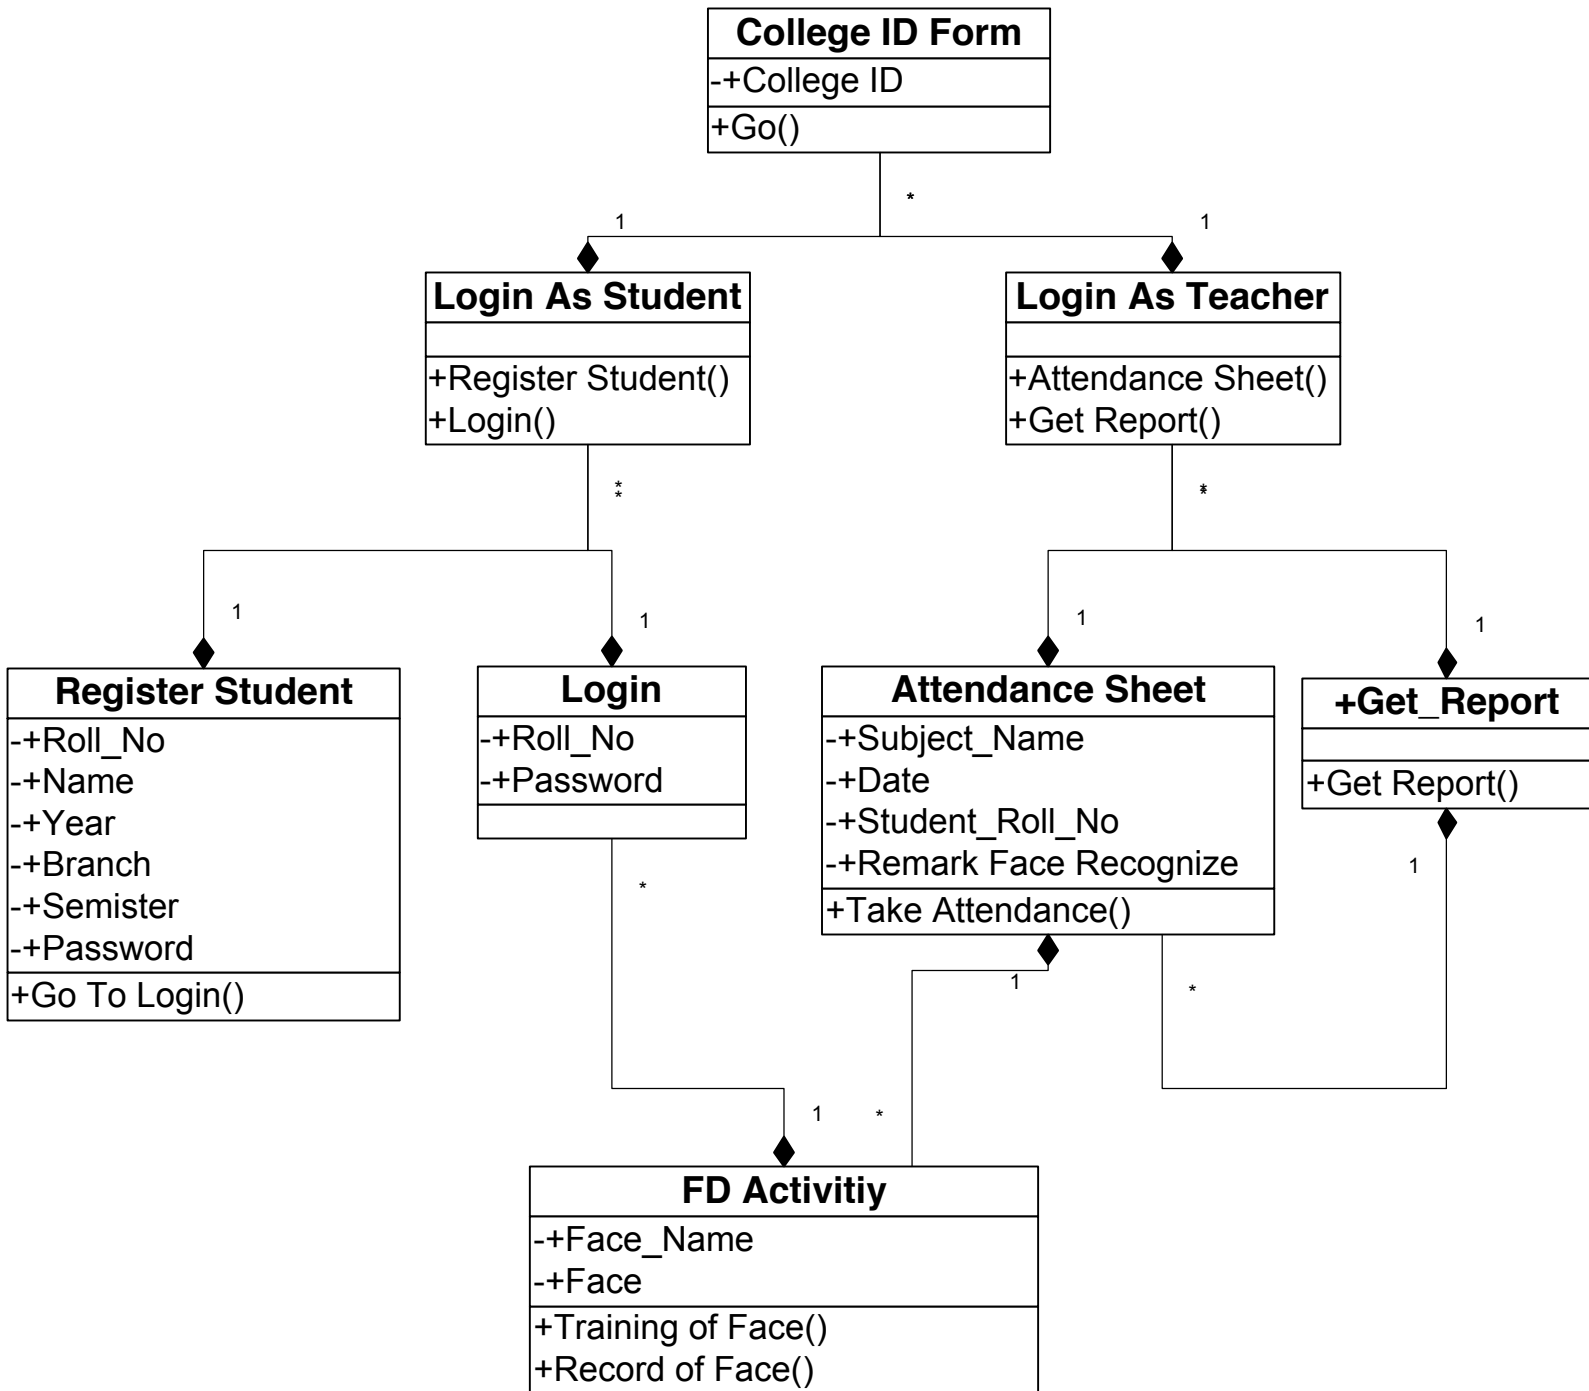 College ID Form
-+College ID
+Go()
*
1
1
Login As Student
+Register Student()
+Login()
Login As Teacher
+Attendance Sheet()
+Get Report()
*
*
*
*
1
1
1
1
Register Student
-+Roll_No
-+Name
-+Year
-+Branch
-+Semister
-+Password
+Go To Login()
Login
-+Roll_No
-+Password
Attendance Sheet
-+Subject_Name
-+Date
-+Student_Roll_No
-+Remark Face Recognize
+Take Attendance()
+Get_Report
+Get Report()
*
1
1
*
1
*
FD Activitiy
-+Face_Name
-+Face
+Training of Face()
+Record of Face()